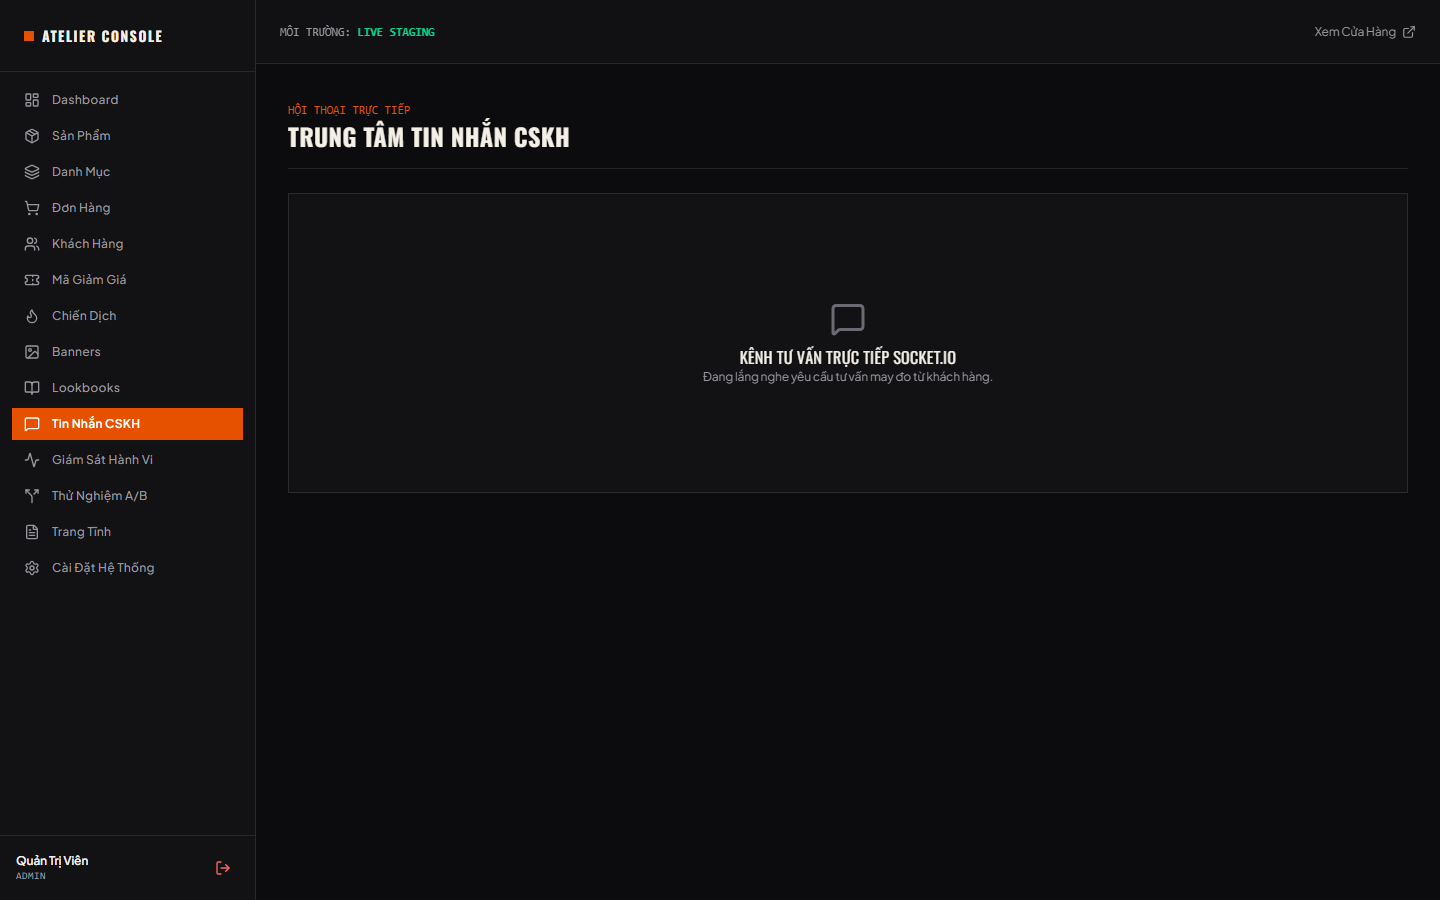 ATELIER CONSOLE
Dashboard
Sản Phẩm
Danh Mục
Đơn Hàng
Khách Hàng
Mã Giảm Giá
Chiến Dịch
Banners
Lookbooks
Tin Nhắn CSKH
Giám Sát Hành Vi
Thử Nghiệm A/B
Trang Tĩnh
Cài Đặt Hệ Thống
Quản Trị Viên
ADMIN
MÔI TRƯỜNG: LIVE STAGING
Xem Cửa Hàng
HỘI THOẠI TRỰC TIẾP
TRUNG TÂM TIN NHẮN CSKH
KÊNH TƯ VẤN TRỰC TIẾP SOCKET.IO
Đang lắng nghe yêu cầu tư vấn may đo từ khách hàng.